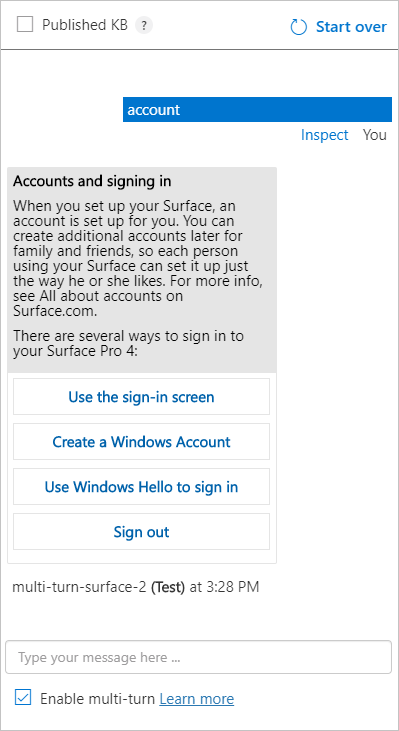 Published KB ?
Start over
account
Inspect You
Accounts and signing in
When you set up your Surface, an
account is set up for you. You can
create additional accounts later for
family and friends, so each person
using your Surface can set it up just
the way he or she likes. For more info,
see All about accounts on
Surface.com.
There are several ways to sign in to
your Surface Pro 4:
Use the sign-in screen
Create a Windows Account
Use Windows Hello to sign in
Sign out
multi-turn-surface-2 (Test) at 3:28 PM
Type your message here ...
Enable multi-turn Learn more